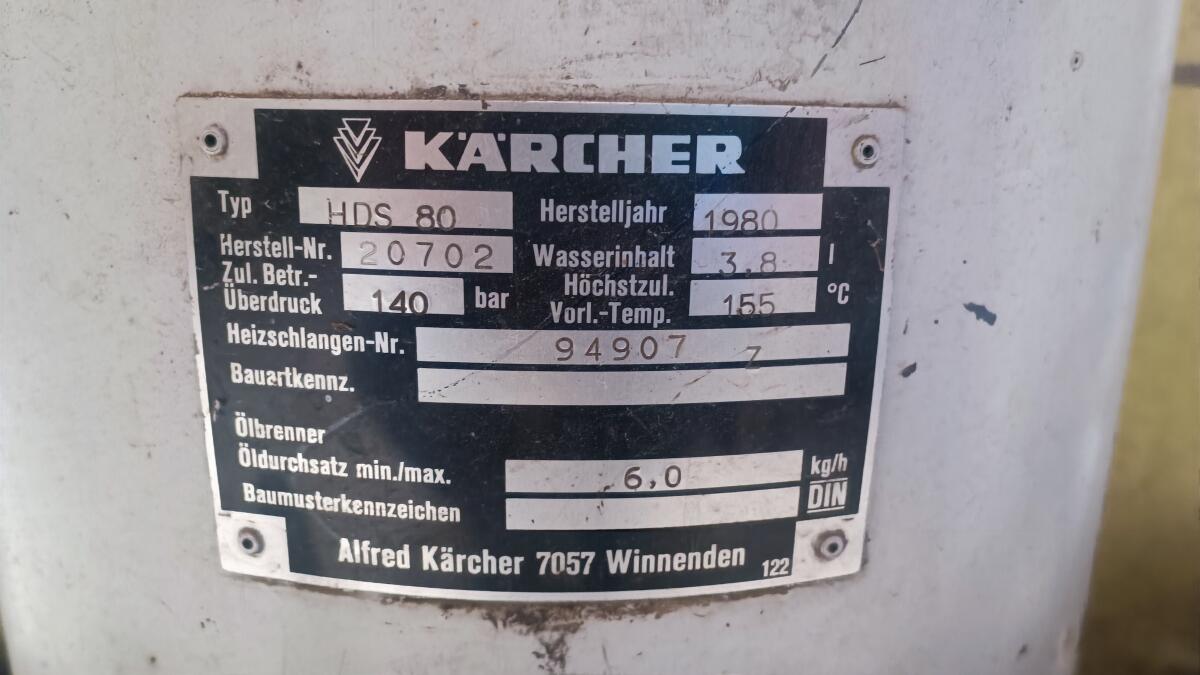 KÄRCHER
Typ HDS 80 Herstelljahr 1980
Herstell-Nr. 20702 Wasserinhalt 3,8 l
Zul. Betr.- Überdruck 140 bar Höchstzul. Vorl.-Temp. 155 °C
Heizschlangen-Nr. 94907 Z
Bauartkennz.
Ölbrenner
Öldurchsatz min./max. 6,0 kg/h
Baumusterkennzeichen DIN
Alfred Kärcher 7057 Winnenden 122